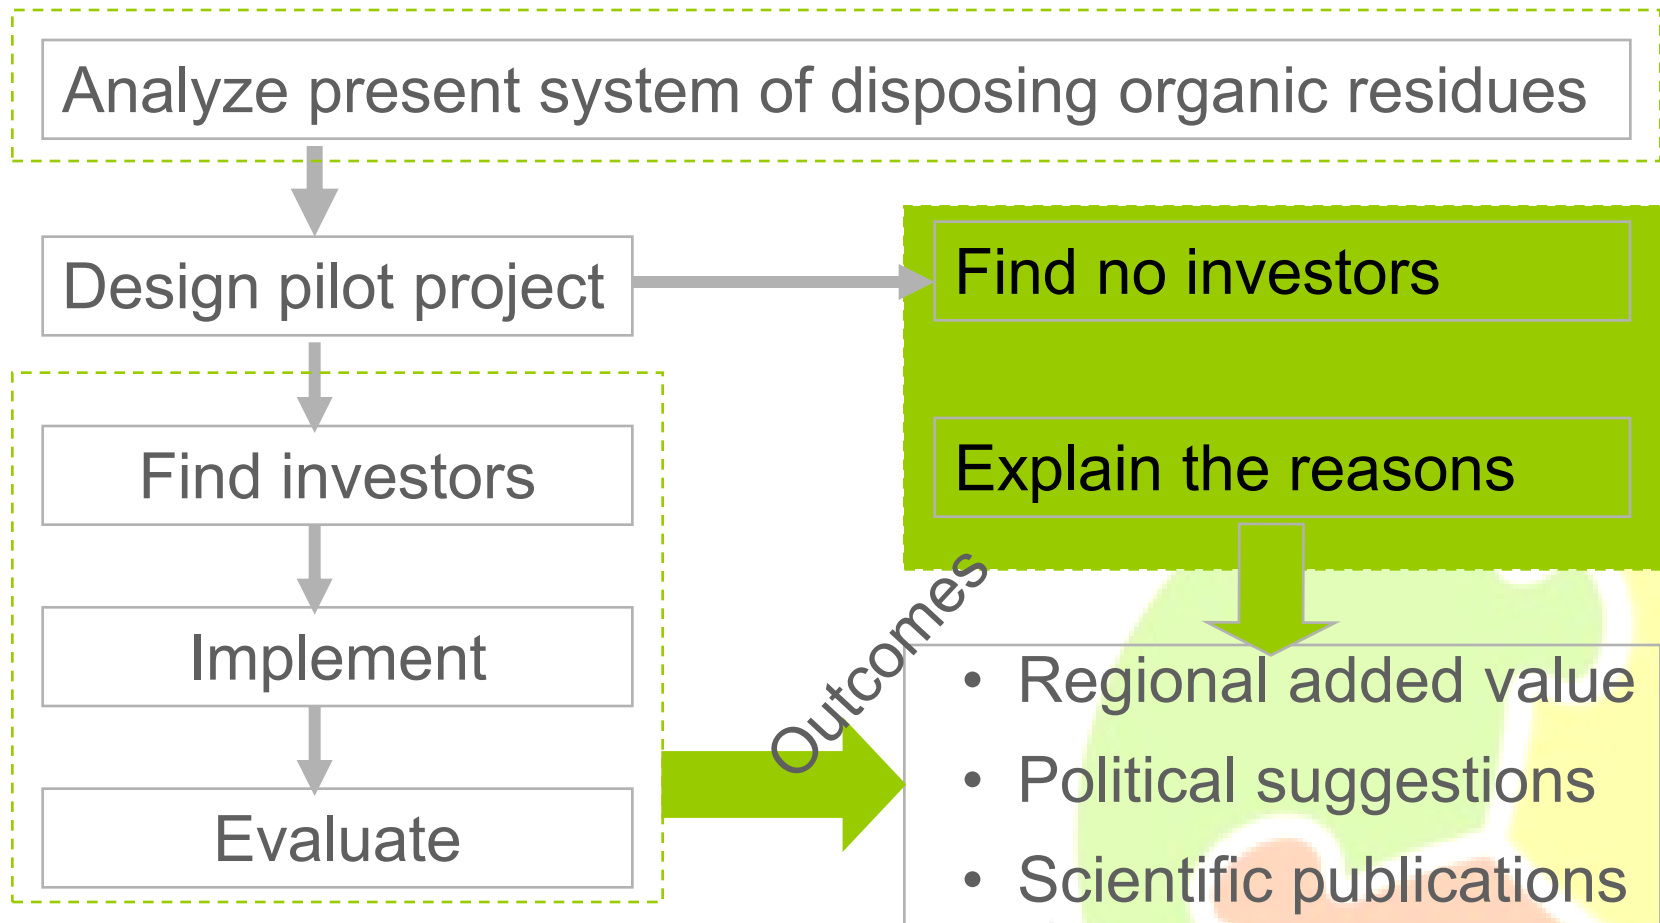 Analyze present system of disposing organic residues
Design pilot project
Find no investors
Find investors
Explain the reasons
Implement
Evaluate
Outcomes
• Regional added value
• Political suggestions
• Scientific publications